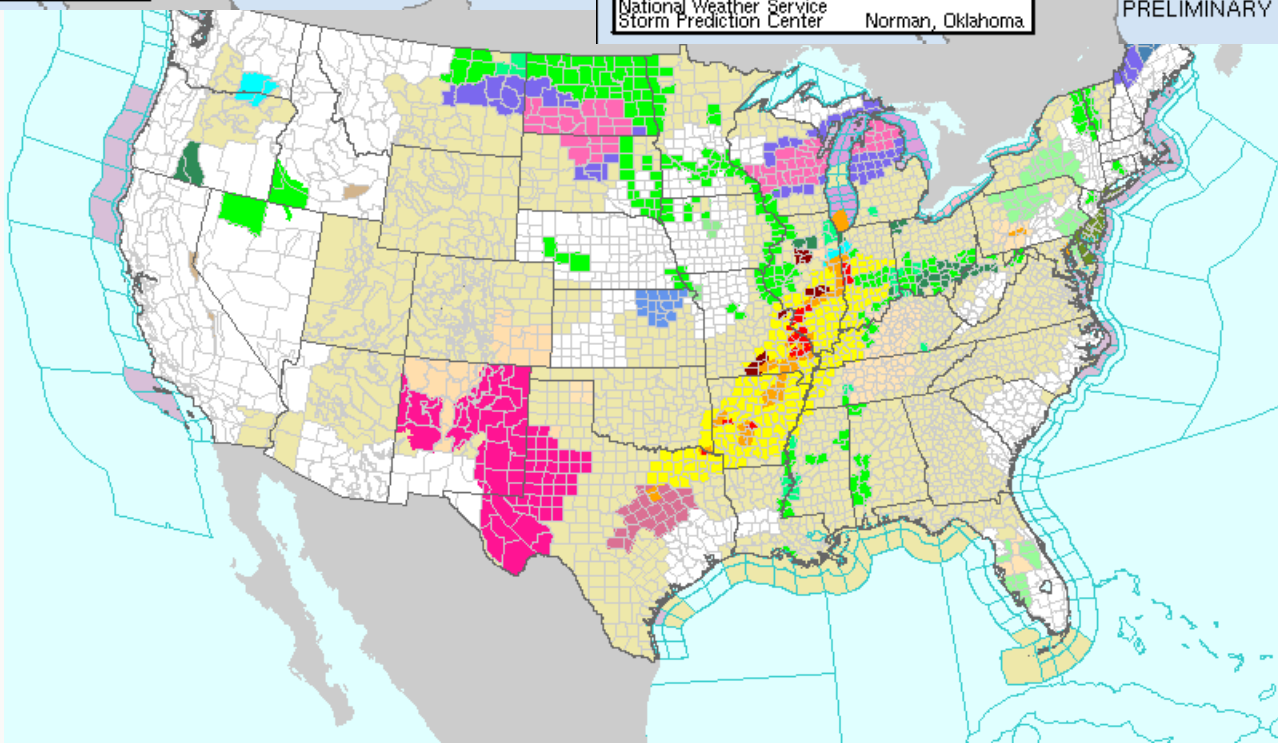 National Weather Service
Storm Prediction Center Norman, Oklahoma
PRELIMINARY